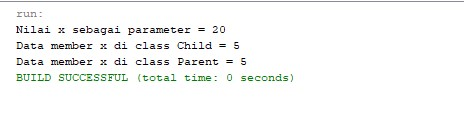 run:
Nilai x sebagai parameter = 20
Data member x di class Child = 5
Data member x di class Parent = 5
BUILD SUCCESSFUL (total time: 0 seconds)